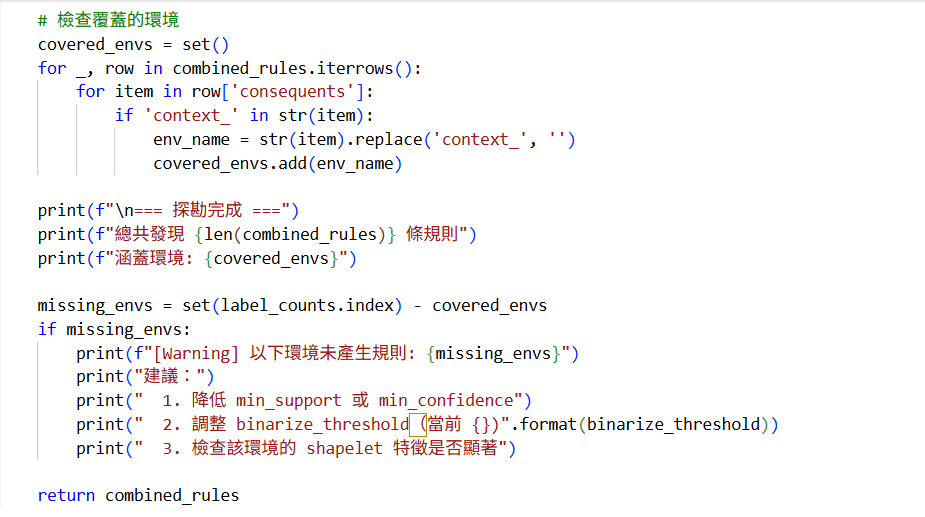 # 檢查覆蓋的環境
covered_envs = set()
for _, row in combined_rules.iterrows():
    for item in row['consequents']:
        if 'context_' in str(item):
            env_name = str(item).replace('context_', '')
            covered_envs.add(env_name)

print(f"\n=== 探勘完成 ===")
print(f"總共發現 {len(combined_rules)} 條規則")
print(f"涵蓋環境: {covered_envs}")

missing_envs = set(label_counts.index) - covered_envs
if missing_envs:
    print(f"[Warning] 以下環境未產生規則: {missing_envs}")
    print("建議：")
    print("  1. 降低 min_support 或 min_confidence")
    print("  2. 調整 binarize_threshold（當前 {})".format(binarize_threshold))
    print("  3. 檢查該環境的 shapelet 特徵是否顯著")

return combined_rules